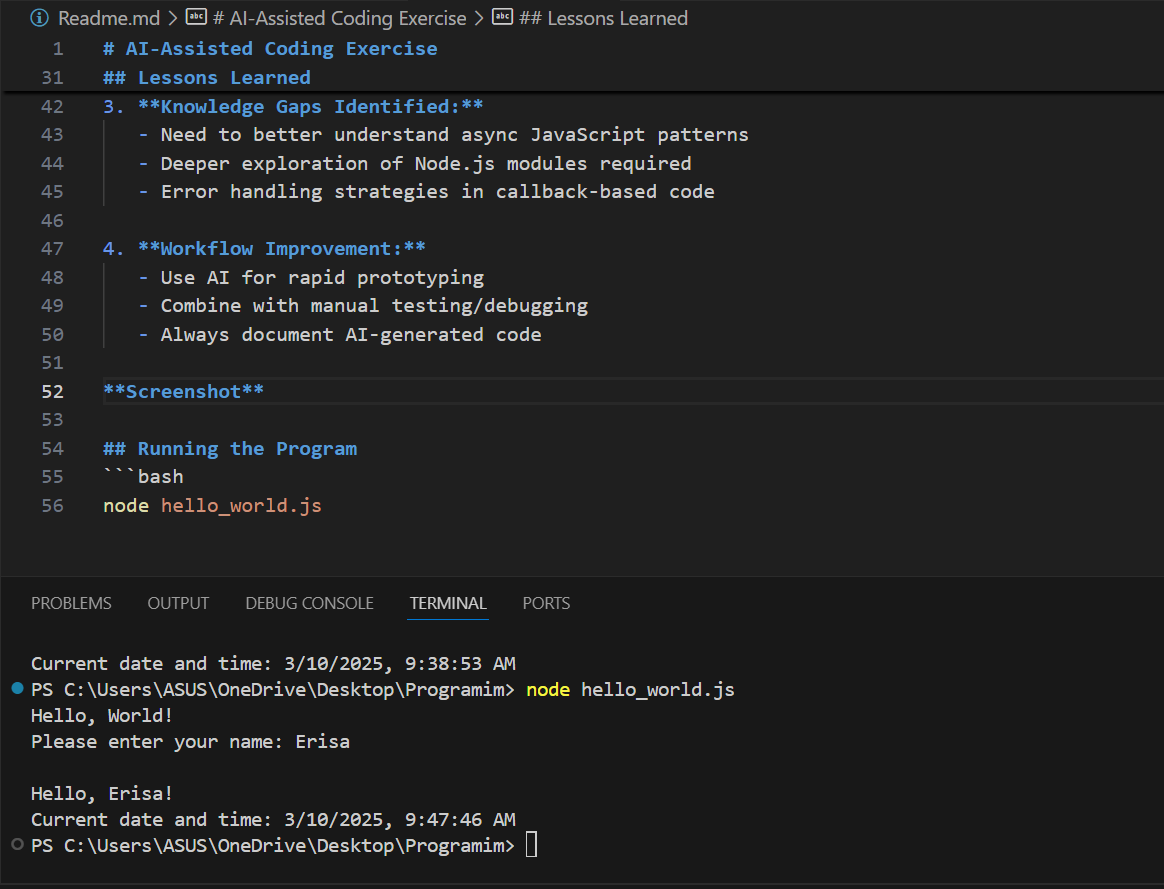 Readme.md > # AI-Assisted Coding Exercise > ## Lessons Learned
1 # AI-Assisted Coding Exercise
31 ## Lessons Learned
42 3. **Knowledge Gaps Identified:**
43 - Need to better understand async JavaScript patterns
44 - Deeper exploration of Node.js modules required
45 - Error handling strategies in callback-based code
46
47 4. **Workflow Improvement:**
48 - Use AI for rapid prototyping
49 - Combine with manual testing/debugging
50 - Always document AI-generated code
51
52 **Screenshot**
53
54 ## Running the Program
55 ```bash
56 node hello_world.js
PROBLEMS OUTPUT DEBUG CONSOLE TERMINAL PORTS
Current date and time: 3/10/2025, 9:38:53 AM
PS C:\Users\ASUS\OneDrive\Desktop\Programim> node hello_world.js
Hello, World!
Please enter your name: Erisa
Hello, Erisa!
Current date and time: 3/10/2025, 9:47:46 AM
PS C:\Users\ASUS\OneDrive\Desktop\Programim>